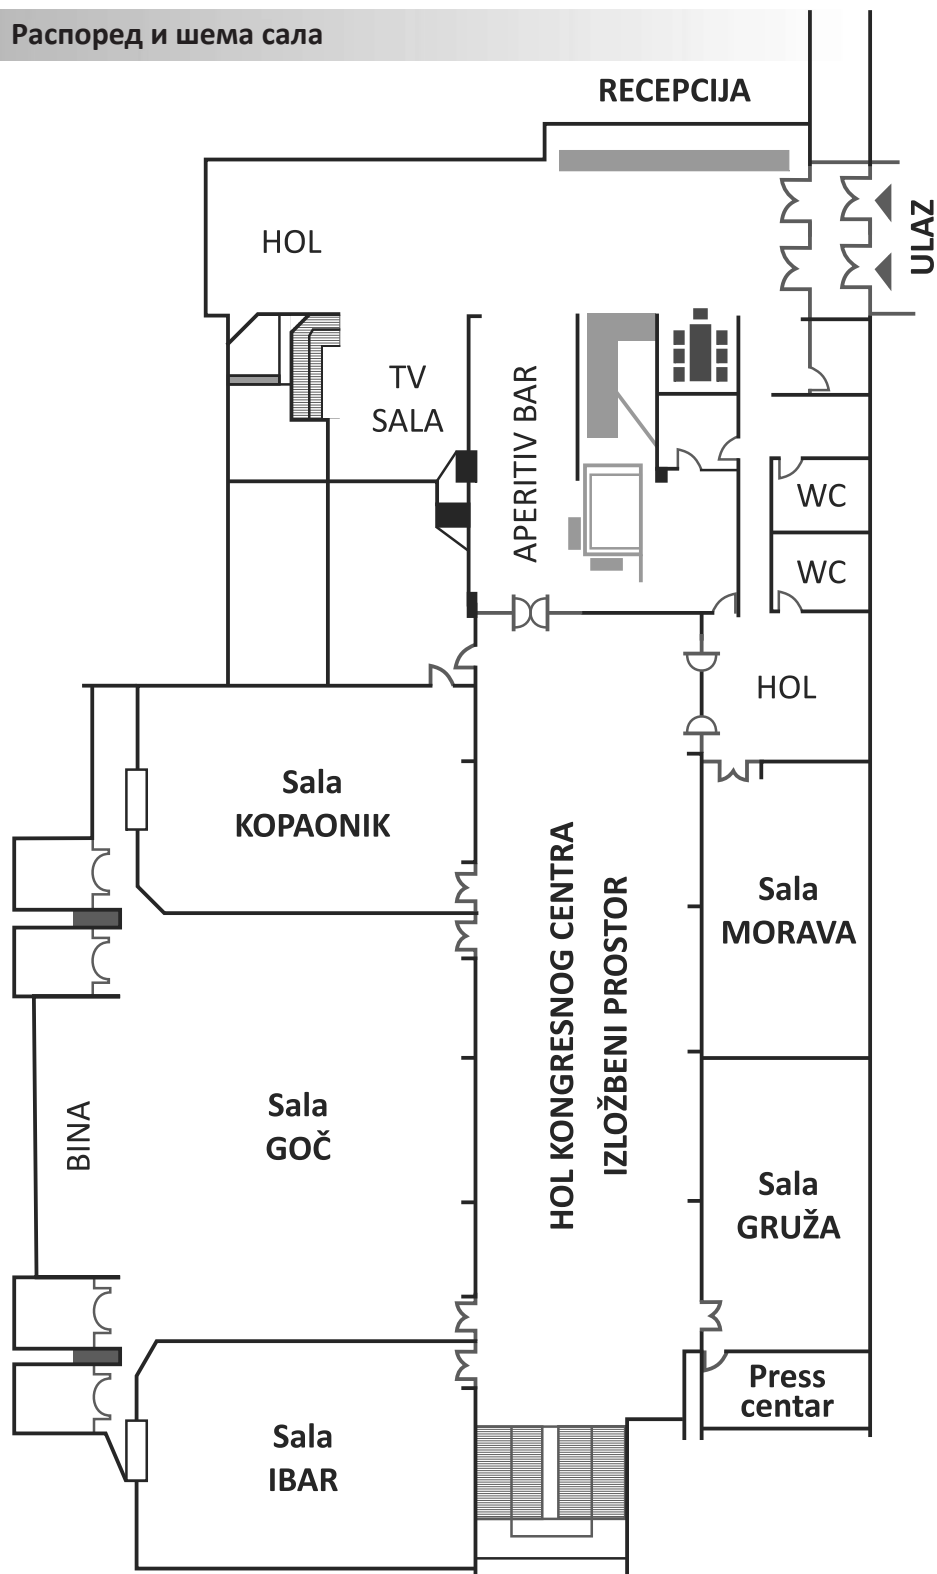 Распоред и шема сала
RECEPCIJA
ULAZ
HOL
TV
SALA
APERITIV BAR
WC
WC
HOL
Sala
KOPAONIK
HOL KONGRESNOG CENTRA
IZLOŽBENI PROSTOR
Sala
MORAVA
BINA
Sala
GOČ
Sala
GRUŽA
Press
centar
Sala
IBAR